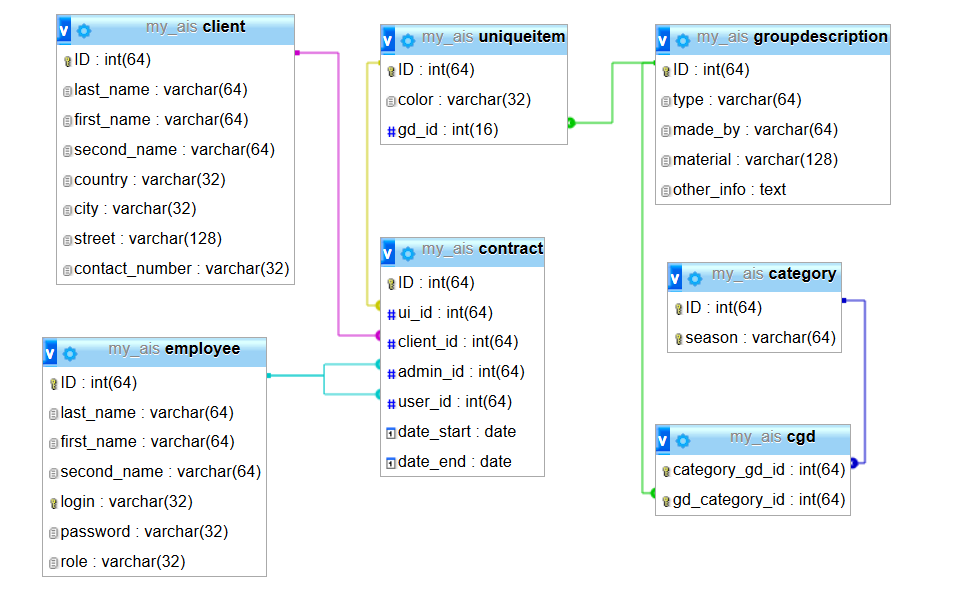 my_ais client
ID : int(64)
last_name : varchar(64)
first_name : varchar(64)
second_name : varchar(64)
country : varchar(32)
city : varchar(32)
street : varchar(128)
contact_number : varchar(32)
my_ais uniqueitem
ID : int(64)
color : varchar(32)
gd_id : int(16)
my_ais groupdescription
ID : int(64)
type : varchar(64)
made_by : varchar(64)
material : varchar(128)
other_info : text
my_ais contract
ID : int(64)
ui_id : int(64)
client_id : int(64)
admin_id : int(64)
user_id : int(64)
date_start : date
date_end : date
my_ais category
ID : int(64)
season : varchar(64)
my_ais employee
ID : int(64)
last_name : varchar(64)
first_name : varchar(64)
second_name : varchar(64)
login : varchar(32)
password : varchar(32)
role : varchar(32)
my_ais cgd
category_gd_id : int(64)
gd_category_id : int(64)